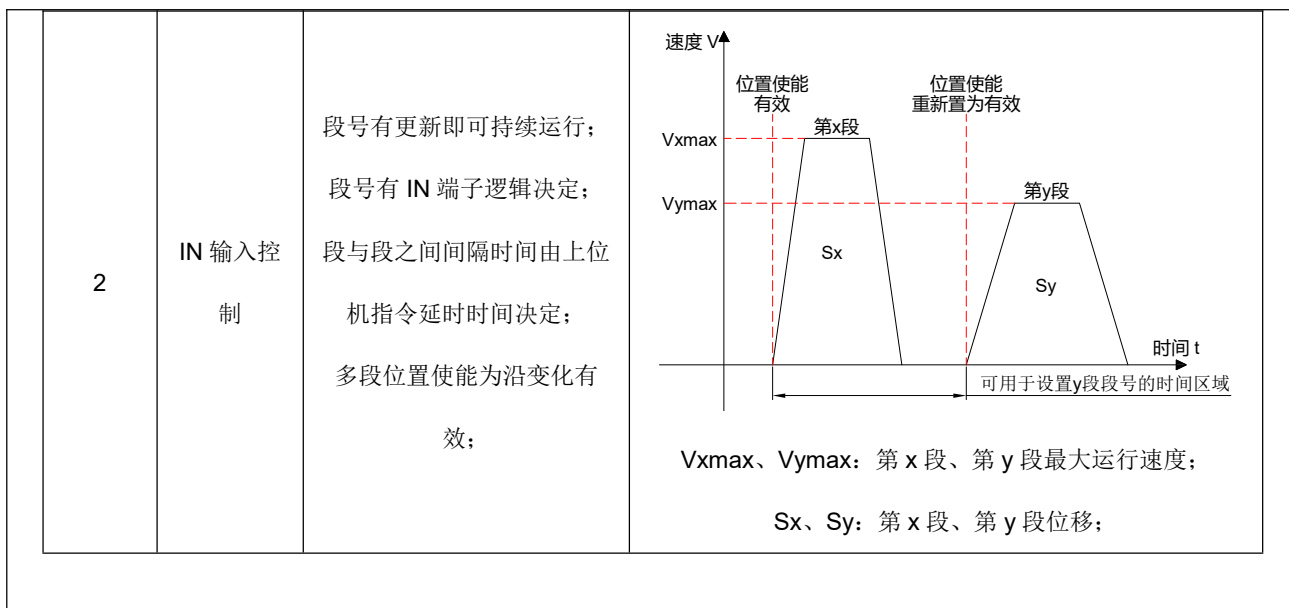 2
IN 输入控
制
段号有更新即可持续运行；
段号有 IN 端子逻辑决定；
段与段之间间隔时间由上位
机指令延时时间决定；
多段位置使能为沿变化有
效；
速度 V
位置使能
有效
位置使能
重新置为有效
Vxmax
第x段
Vymax
第y段
Sx
Sy
时间 t
可用于设置y段段号的时间区域
Vxmax、Vymax：第 x 段、第 y 段最大运行速度；
Sx、Sy：第 x 段、第 y 段位移；